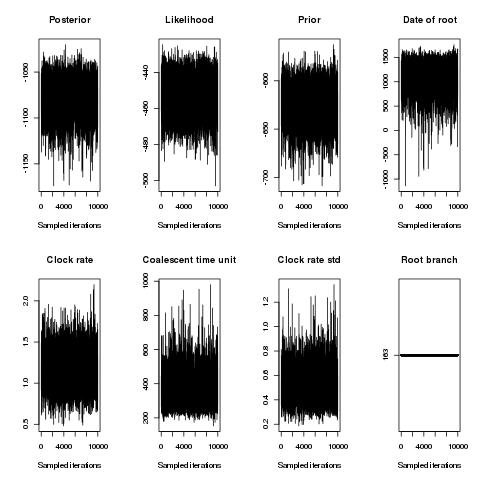 Posterior
Likelihood
Prior
Date of root
-1050
-1100
-1150
0 4000 10000
Sampled iterations
-440
-460
-480
-500
0 4000 10000
Sampled iterations
-600
-650
-700
0 4000 10000
Sampled iterations
1500
1000
500
0
-500
-1000
0 4000 10000
Sampled iterations
Clock rate
Coalescent time unit
Clock rate std
Root branch
2.0
1.5
1.0
0.5
0 4000 10000
Sampled iterations
1000
800
600
400
200
0 4000 10000
Sampled iterations
1.2
1.0
0.8
0.6
0.4
0.2
0 4000 10000
Sampled iterations
163
0 4000 10000
Sampled iterations